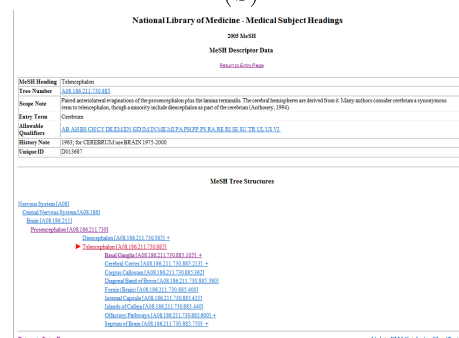 National Library of Medicine - Medical Subject Headings
2005 MeSH
MeSH Descriptor Data
Return to Entry Page
MeSH Heading Telencephalon
Tree Number A08.186.211.730.885
Scope Note Paired anteriolateral evaginations of the prosencephalon plus the lamina terminalis. The cerebral hemispheres are derived from it. Many authors consider cerebrum a synonymous
term to telencephalon, though a minority include diencephalon as part of the cerebrum (Anthoney, 1994).
Entry Term Cerebrum
Allowable
Qualifiers AB AH BS CH CY DE EM EN GD IM IN ME MI PA PH PP PS RA RE RI SE SU TR UL US VI
History Note 1963; for CEREBRUM use BRAIN 1975-2000
Unique ID D013687
MeSH Tree Structures
Nervous System [A08]
Central Nervous System [A08.186]
Brain [A08.186.211]
Prosencephalon [A08.186.211.730]
Diencephalon [A08.186.211.730.385] +
Telencephalon [A08.186.211.730.885]
Basal Ganglia [A08.186.211.730.885.105] +
Cerebral Cortex [A08.186.211.730.885.213] +
Corpus Callosum [A08.186.211.730.885.362]
Diagonal Band of Broca [A08.186.211.730.885.380]
Fornix (Brain) [A08.186.211.730.885.400]
Internal Capsule [A08.186.211.730.885.435]
Islands of Calleja [A08.186.211.730.885.440]
Olfactory Pathways [A08.186.211.730.885.600] +
Septum of Brain [A08.186.211.730.885.750] +